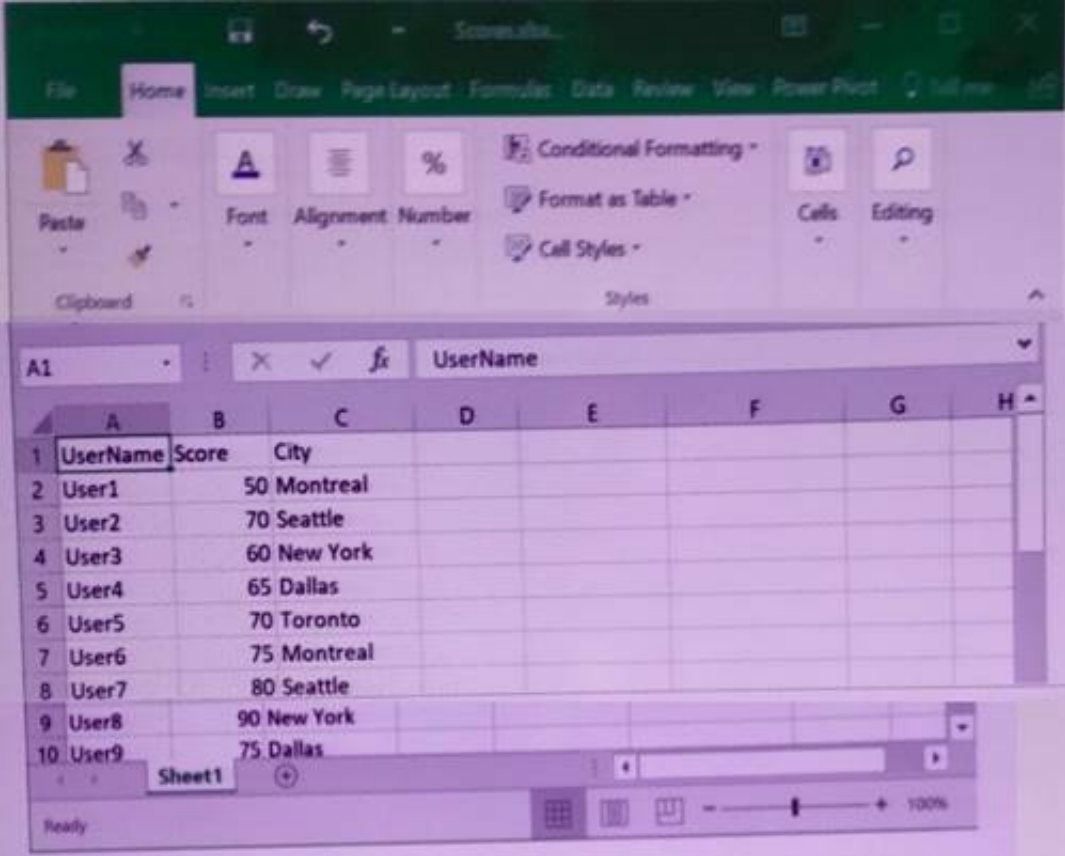 Scores.xlsx...
File Home Insert Draw Page Layout Formulas Data Review View Power Pivot Tell me
Paste
Clipboard
Font
Alignment
Number
Conditional Formatting
Format as Table
Cell Styles
Styles
Cells
Editing
A1 fx UserName
A B C D E F G H
1 UserName Score City
2 User1 50 Montreal
3 User2 70 Seattle
4 User3 60 New York
5 User4 65 Dallas
6 User5 70 Toronto
7 User6 75 Montreal
8 User7 80 Seattle
9 User8 90 New York
10 User9 75 Dallas
Sheet1
Ready 100%